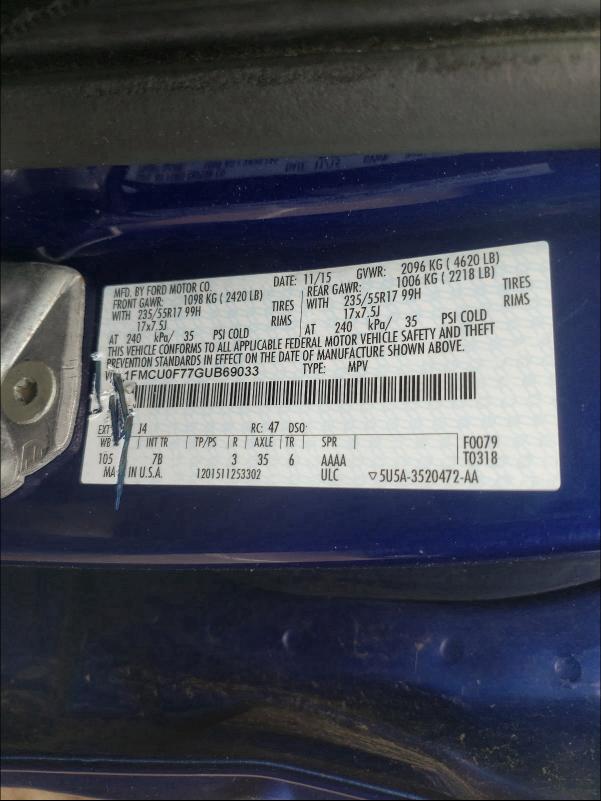 MFD. BY FORD MOTOR CO. DATE: 11/15 GVWR: 2096 KG ( 4620 LB)
FRONT GAWR: 1098 KG ( 2420 LB) REAR GAWR: 1006 KG ( 2218 LB)
WITH 235/55R17 99H TIRES WITH 235/55R17 99H TIRES
17x7.5J RIMS 17x7.5J RIMS
AT 240 kPa/ 35 PSI COLD AT 240 kPa/ 35 PSI COLD
THIS VEHICLE CONFORMS TO ALL APPLICABLE FEDERAL MOTOR VEHICLE SAFETY AND THEFT
PREVENTION STANDARDS IN EFFECT ON THE DATE OF MANUFACTURE SHOWN ABOVE.
1FMCU0F77GUB69033 TYPE: MPV
EXT J4 RC: 47 DSO:
WB INT TR TP/PS R AXLE TR SPR F0079
105 7B 3 35 6 AAAA T0318
MA IN U.S.A. 1201511253302 ULC ▽5U5A-3520472-AA